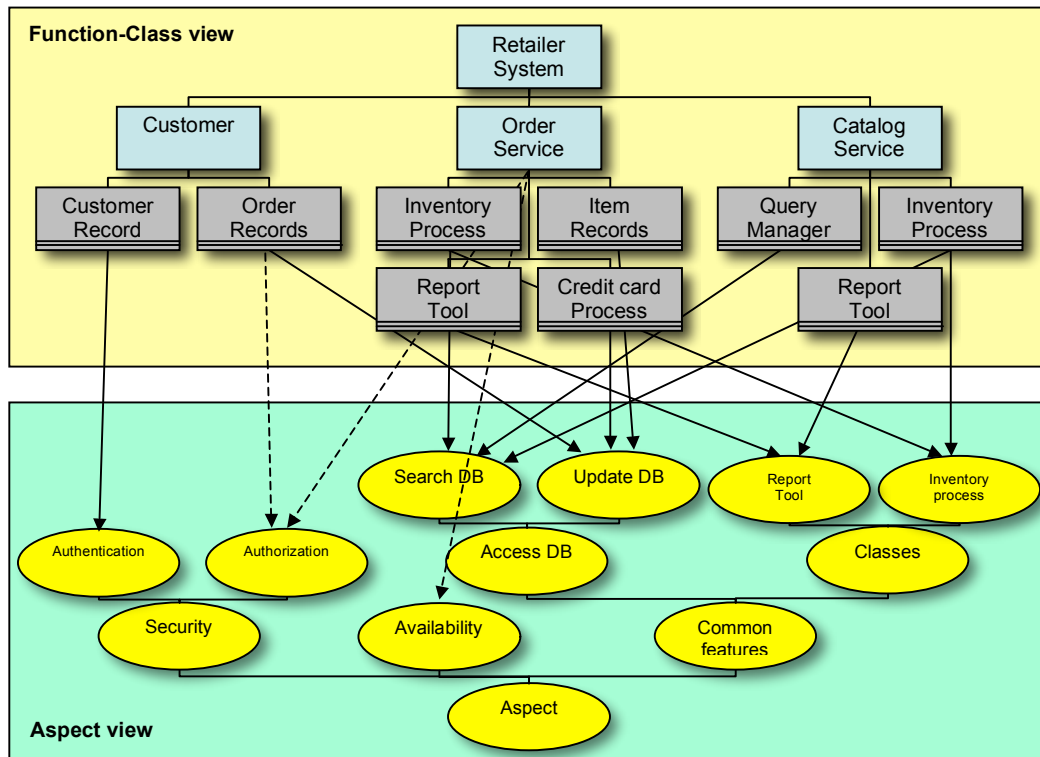 Function-Class view
Retailer
System
Customer
Order
Service
Catalog
Service
Customer
Record
Order
Records
Inventory
Process
Item
Records
Query
Manager
Inventory
Process
Report
Tool
Credit card
Process
Report
Tool
Search DB
Update DB
Report
Tool
Inventory
process
Authentication
Authorization
Access DB
Classes
Security
Availability
Common
features
Aspect
Aspect view